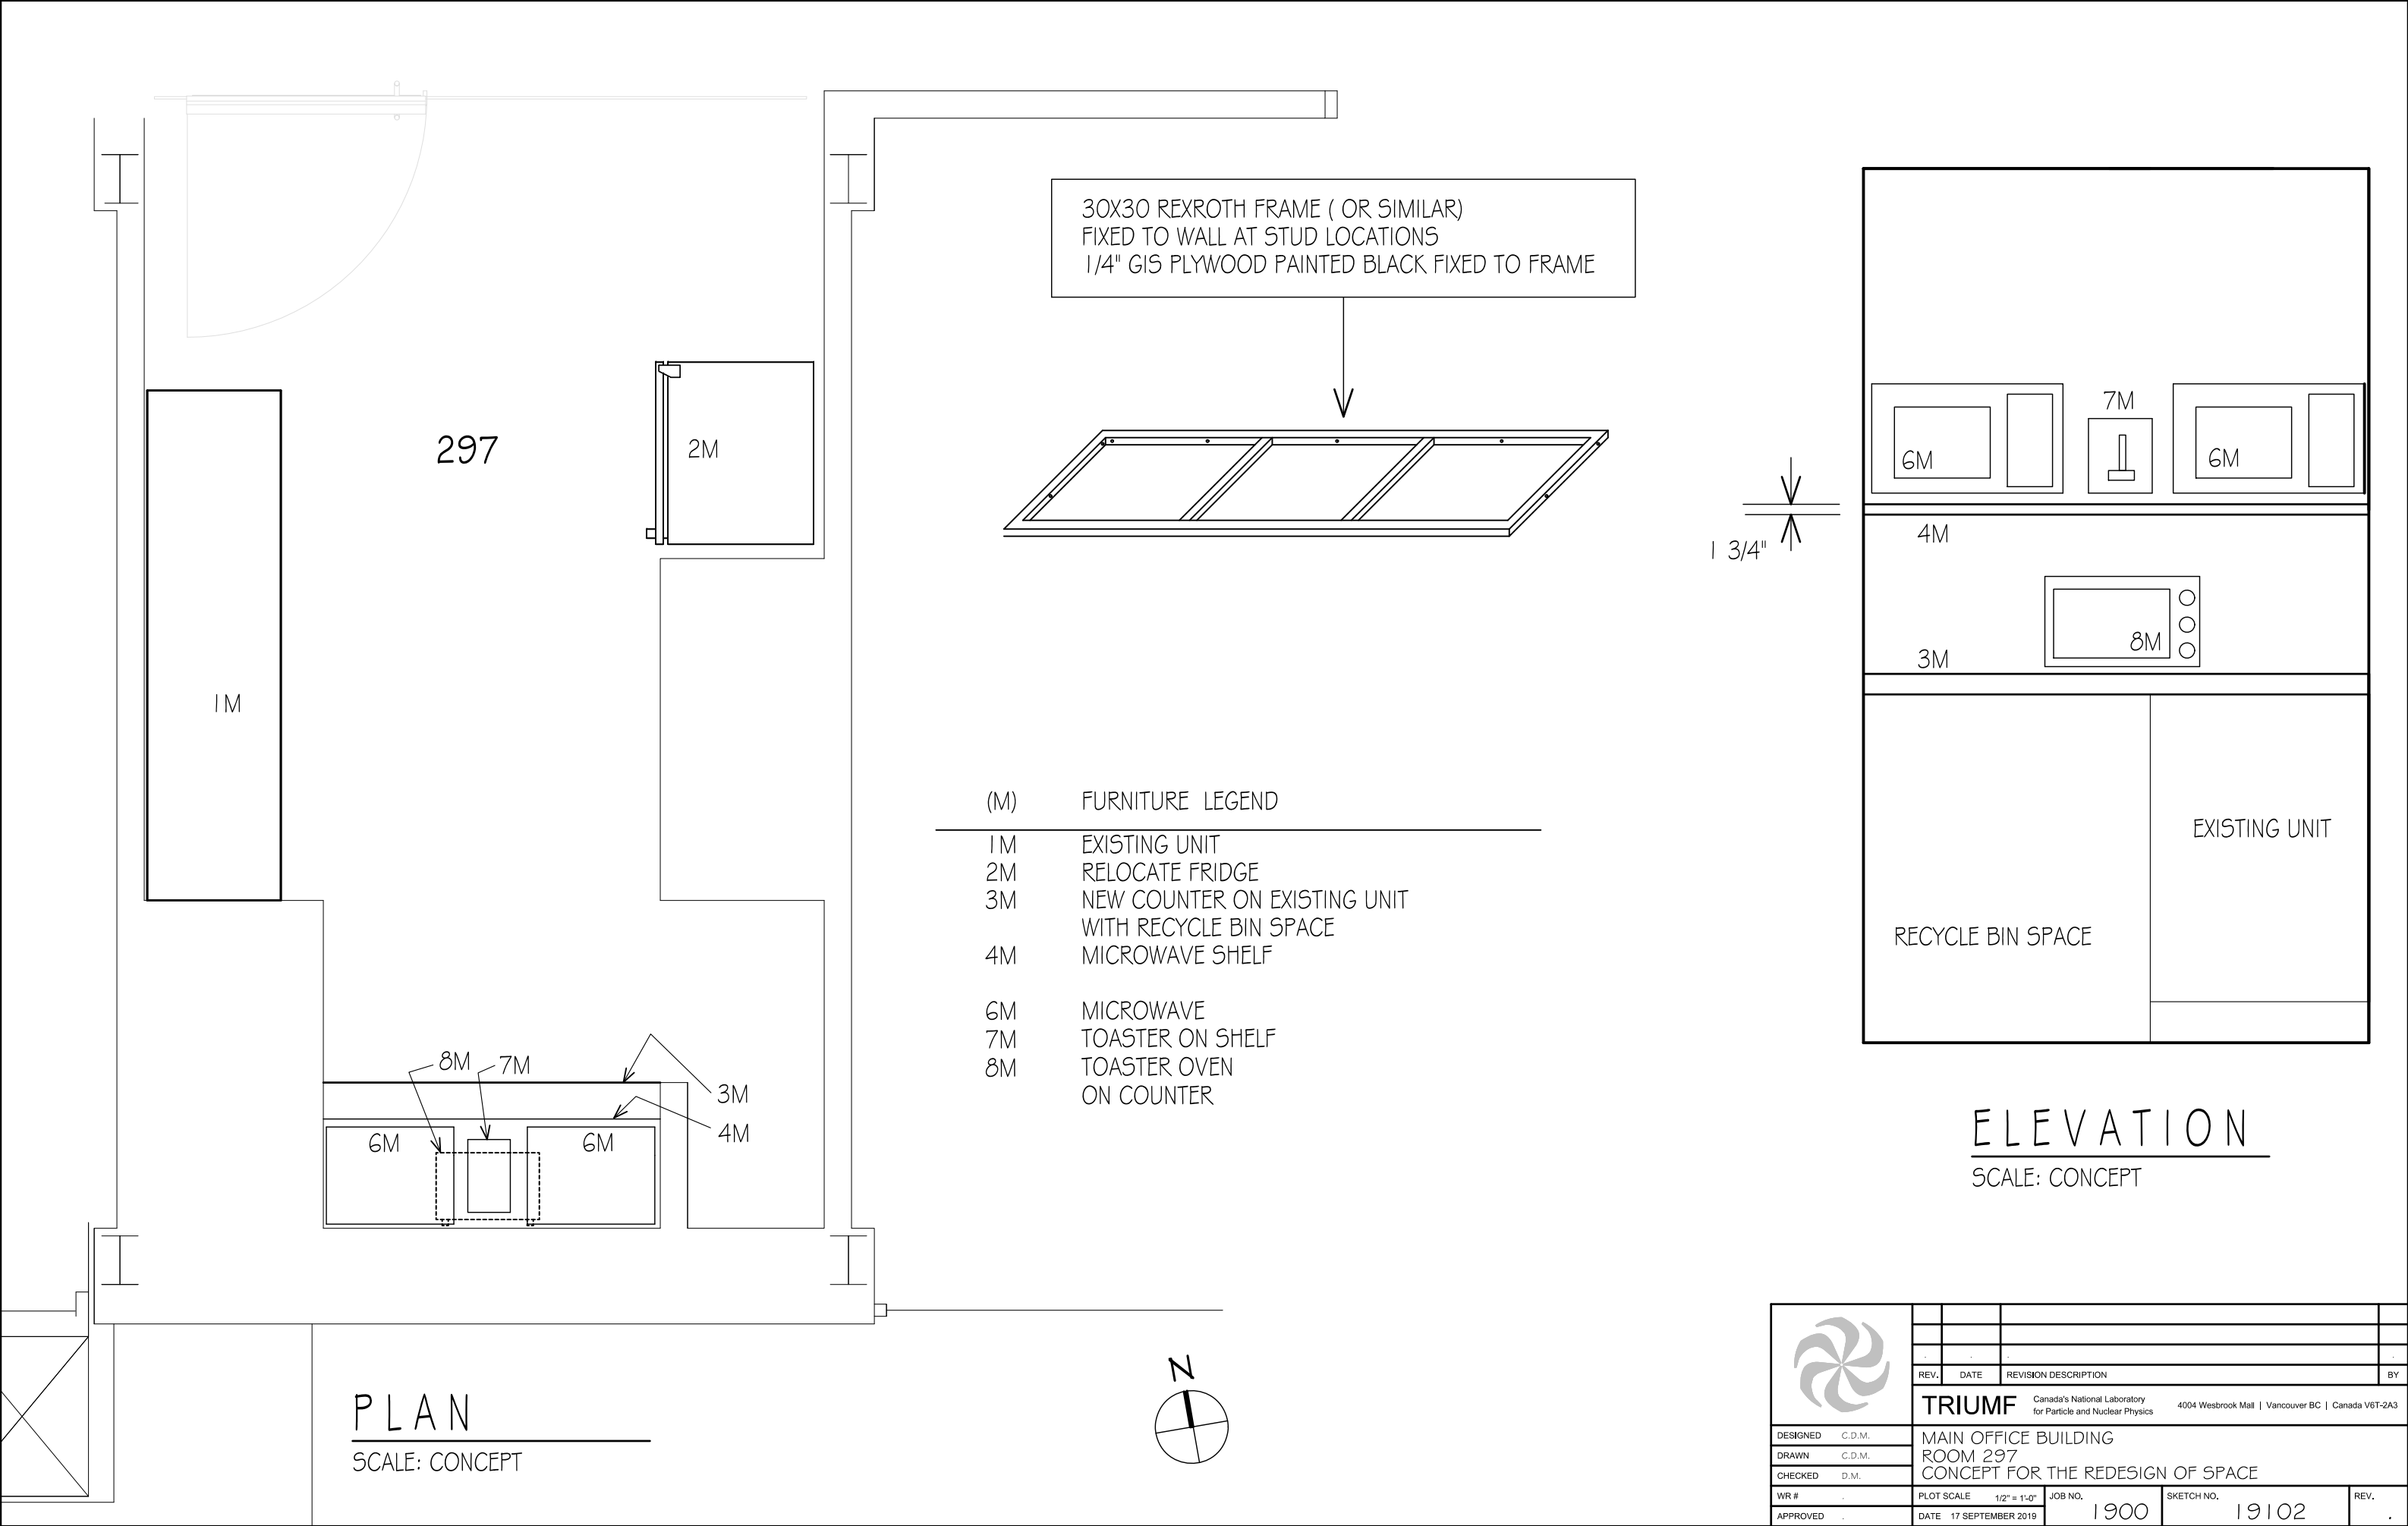 30X30 REXROTH FRAME ( OR SIMILAR)
FIXED TO WALL AT STUD LOCATIONS
1/4" GIS PLYWOOD PAINTED BLACK FIXED TO FRAME
297
2M
1M
8M
7M
3M
4M
6M
6M
(M) FURNITURE LEGEND
1M EXISTING UNIT
2M RELOCATE FRIDGE
3M NEW COUNTER ON EXISTING UNIT
WITH RECYCLE BIN SPACE
4M MICROWAVE SHELF
6M MICROWAVE
7M TOASTER ON SHELF
8M TOASTER OVEN
ON COUNTER
7M
6M
6M
1 3/4"
4M
8M
3M
EXISTING UNIT
RECYCLE BIN SPACE
ELEVATION
SCALE: CONCEPT
PLAN
SCALE: CONCEPT
N
REV. DATE REVISION DESCRIPTION BY
TRIUMF
Canada's National Laboratory
for Particle and Nuclear Physics
4004 Wesbrook Mall | Vancouver BC | Canada V6T-2A3
DESIGNED C.D.M.
DRAWN C.D.M.
CHECKED D.M.
WR # .
APPROVED .
MAIN OFFICE BUILDING
ROOM 297
CONCEPT FOR THE REDESIGN OF SPACE
PLOT SCALE 1/2" = 1'-0"
DATE 17 SEPTEMBER 2019
JOB NO.
1900
SKETCH NO.
19102
REV.
.